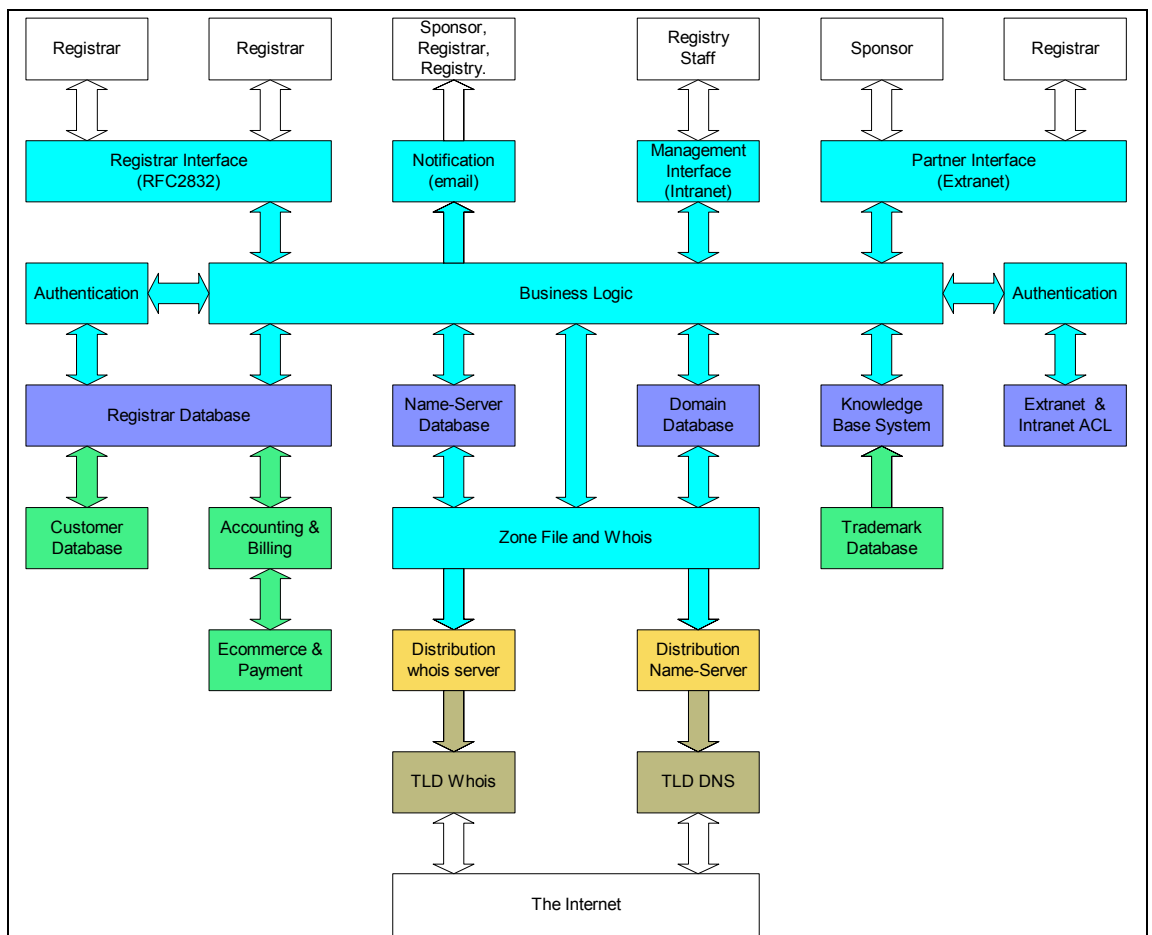 Registrar
Registrar
Sponsor,
Registrar,
Registry.
Registry
Staff
Sponsor
Registrar
Registrar Interface
(RFC2832)
Notification
(email)
Management
Interface
(Intranet)
Partner Interface
(Extranet)
Authentication
Business Logic
Authentication
Registrar Database
Name-Server
Database
Domain
Database
Knowledge
Base System
Extranet &
Intranet ACL
Customer
Database
Accounting &
Billing
Zone File and Whois
Trademark
Database
Ecommerce &
Payment
Distribution
whois server
Distribution
Name-Server
TLD Whois
TLD DNS
The Internet